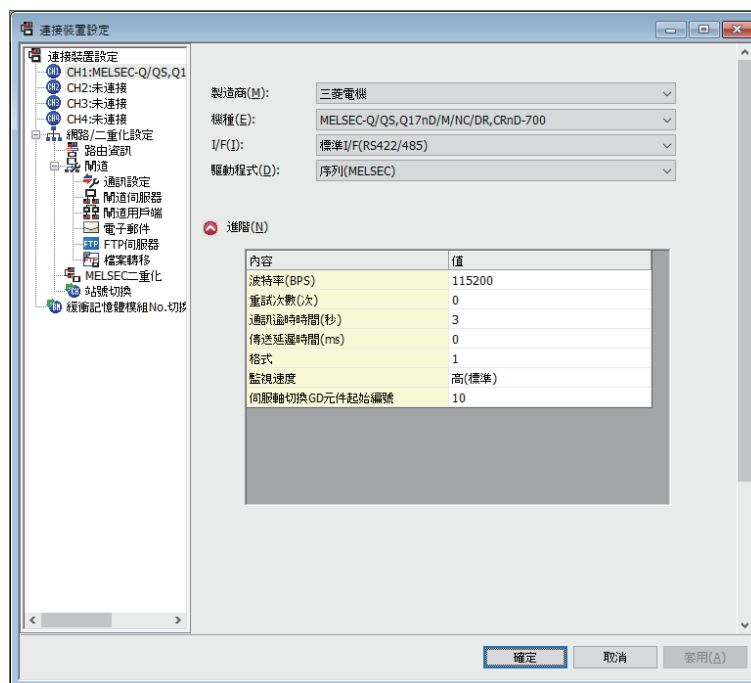 連接裝置設定
連接裝置設定
CH1:MELSEC-Q/QS,Q1
CH2:未連接
CH3:未連接
CH4:未連接
網路/二重化設定
路由資訊
閘道
通訊設定
閘道伺服器
閘道用戶端
電子郵件
FTP伺服器
檔案轉移
MELSEC二重化
站號切換
緩衝記憶體模組No.切換
製造商(M): 三菱電機
機種(E): MELSEC-Q/QS,Q17nD/M/NC/DR,CRnD-700
I/F(I): 標準I/F(RS422/485)
驅動程式(D): 序列(MELSEC)
進階(N)
內容 值
波特率(BPS) 115200
重試次數(次) 0
通訊逾時時間(秒) 3
傳送延遲時間(ms) 0
格式 1
監視速度 高(標準)
伺服軸切換GD元件起始編號 10
確定 取消 套用(A)